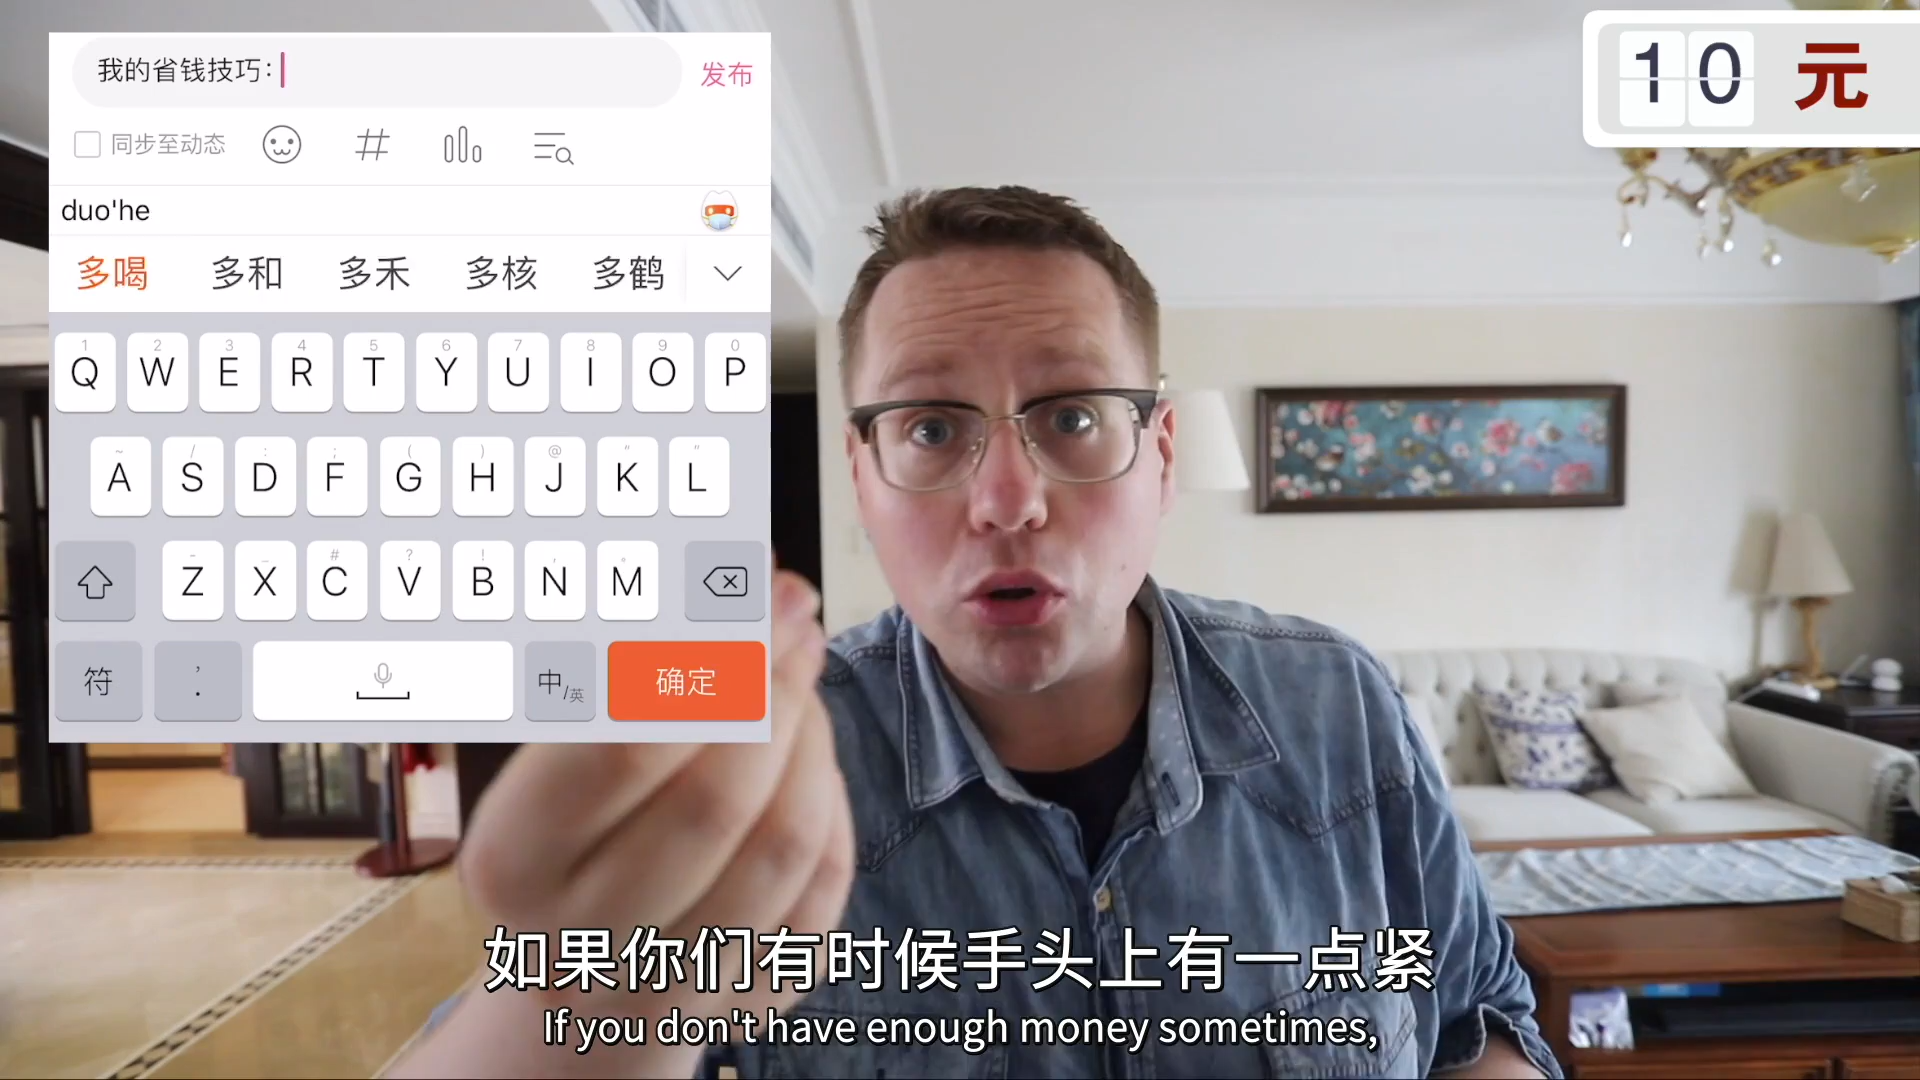 我的省钱技巧：
发布
10 元
同步至动态
duo'he
多喝 多和 多禾 多核 多鹤
1 2 3 4 5 6 7 8 9 0
Q W E R T Y U I O P
~ / : ; ( ) @ " "
A S D F G H J K L
- _ # ? ! , 。
Z X C V B N M
符 , . 中/英 确定
如果你们有时候手头上有一点紧
If you don't have enough money sometimes,